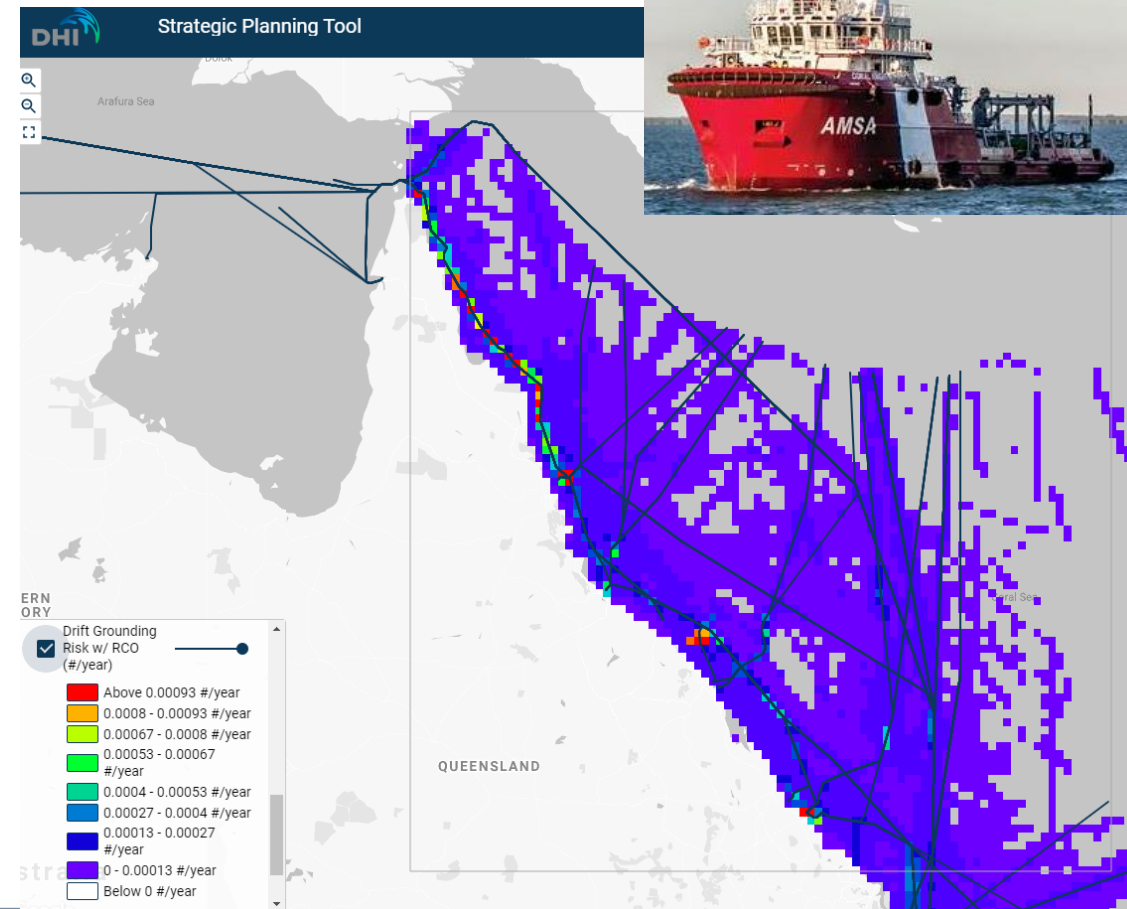 DHI
Strategic Planning Tool
Arafura Sea
AMSA
ERN
ORY
QUEENSLAND
Coral Sea
Drift Grounding
Risk w/ RCO
(#/year)
Above 0.00093 #/year
0.0008 - 0.00093 #/year
0.00067 - 0.0008 #/year
0.00053 - 0.00067
#/year
0.0004 - 0.00053 #/year
0.00027 - 0.0004 #/year
0.00013 - 0.00027
#/year
0 - 0.00013 #/year
Below 0 #/year